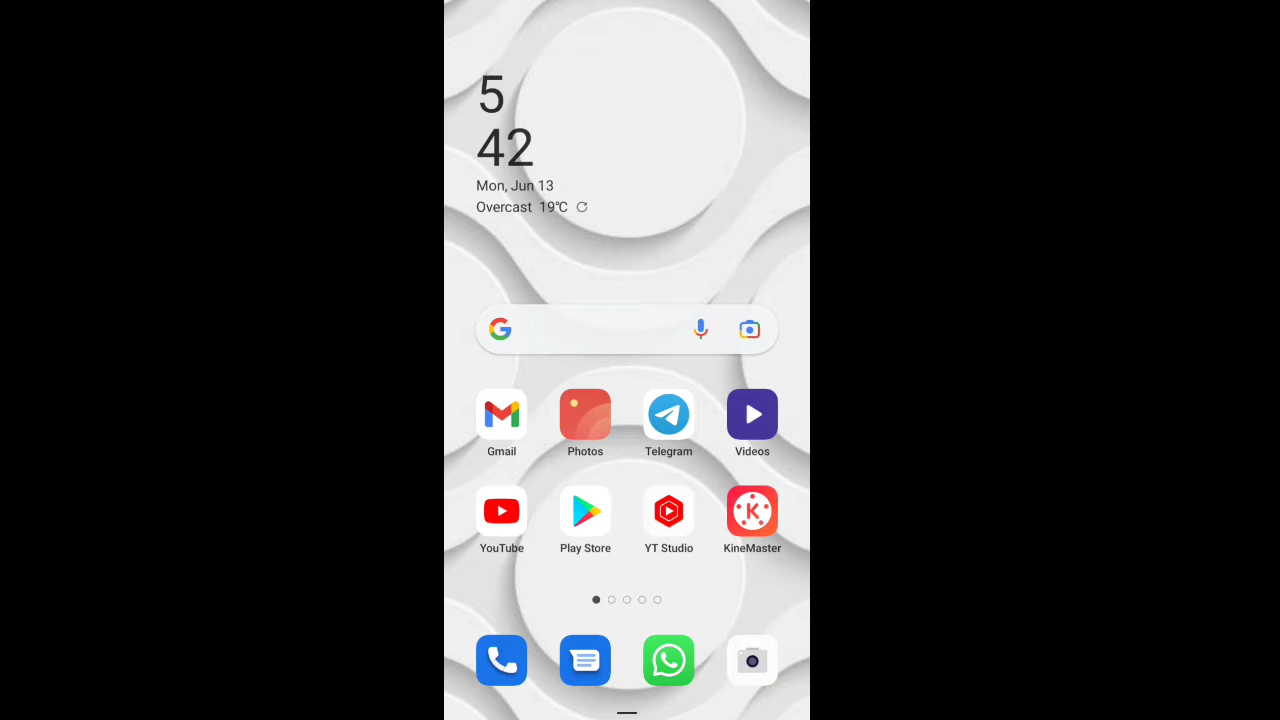 5
42
Mon, Jun 13
Overcast 19℃
Gmail
Photos
Telegram
Videos
YouTube
Play Store
YT Studio
KineMaster